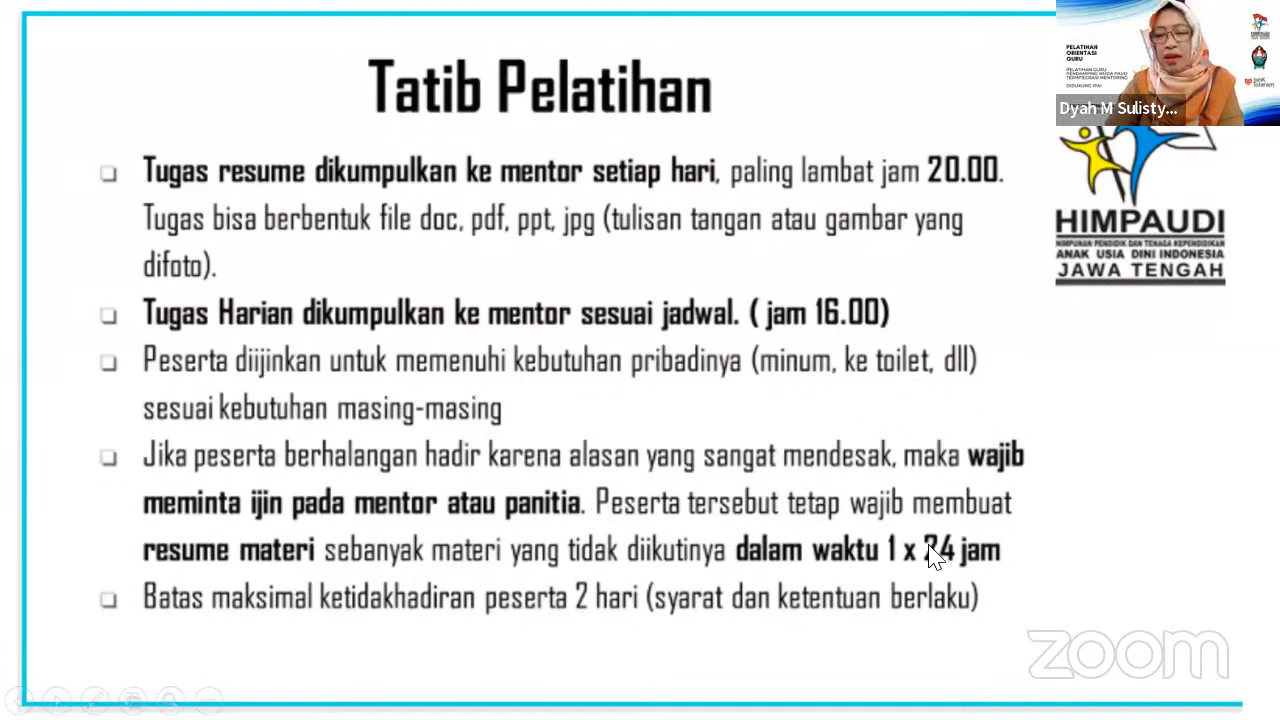 Tatib Pelatihan
Tugas resume dikumpulkan ke mentor setiap hari, paling lambat jam 20.00.
Tugas bisa berbentuk file doc, pdf, ppt, jpg (tulisan tangan atau gambar yang
difoto).
Tugas Harian dikumpulkan ke mentor sesuai jadwal. ( jam 16.00)
Peserta diijinkan untuk memenuhi kebutuhan pribadinya (minum, ke toilet, dll)
sesuai kebutuhan masing-masing
Jika peserta berhalangan hadir karena alasan yang sangat mendesak, maka wajib
meminta ijin pada mentor atau panitia. Peserta tersebut tetap wajib membuat
resume materi sebanyak materi yang tidak diikutinya dalam waktu 1 x 24 jam
Batas maksimal ketidakhadiran peserta 2 hari (syarat dan ketentuan berlaku)
PELATIHAN
ORIENTASI
GURU
PELATIHAN GURU
PENDAMPING MUDA PAUD
TERINTEGRASI MENTORING
DIDUKUNG IPAI
Dyah M Sulisty...
HIMPAUDI
HIMPUNAN PENDIDIK DAN TENAGA KEPENDIDIKAN
ANAK USIA DINI INDONESIA
JAWA TENGAH
zoom